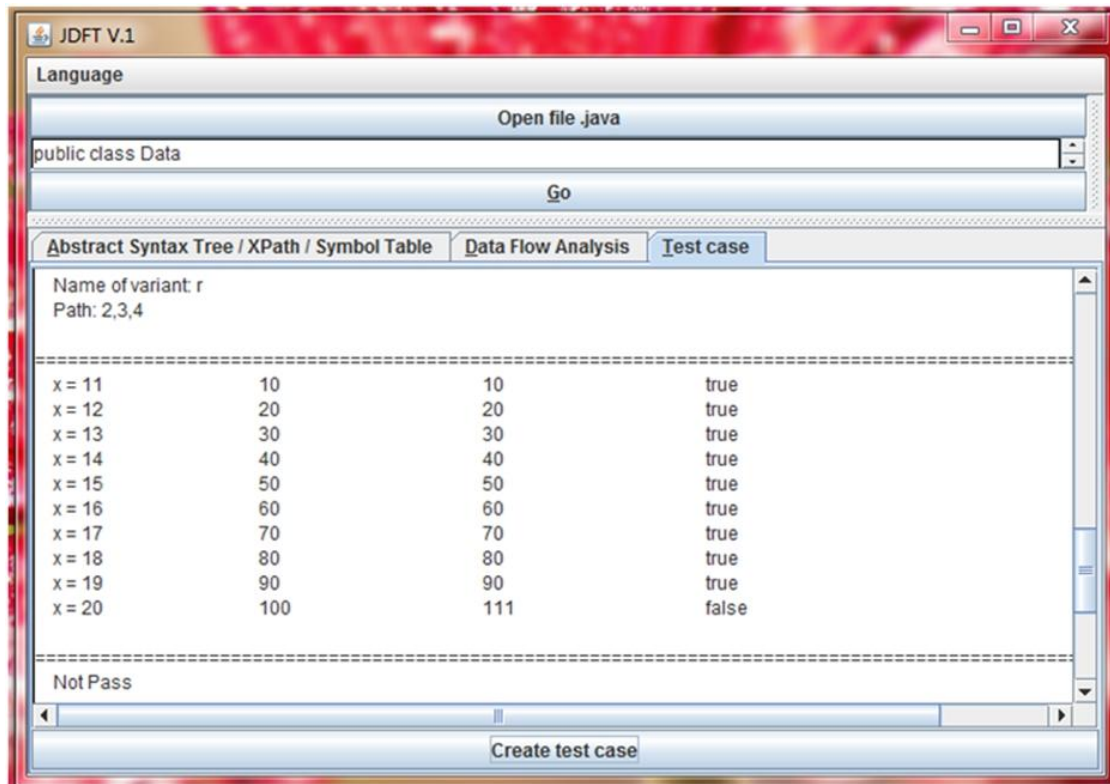 JDFT V.1
Language
Open file .java
public class Data
Go
Abstract Syntax Tree / XPath / Symbol Table Data Flow Analysis Test case
Name of variant: r
Path: 2,3,4
====================================================================================================
x = 11 10 10 true
x = 12 20 20 true
x = 13 30 30 true
x = 14 40 40 true
x = 15 50 50 true
x = 16 60 60 true
x = 17 70 70 true
x = 18 80 80 true
x = 19 90 90 true
x = 20 100 111 false
====================================================================================================
Not Pass
Create test case